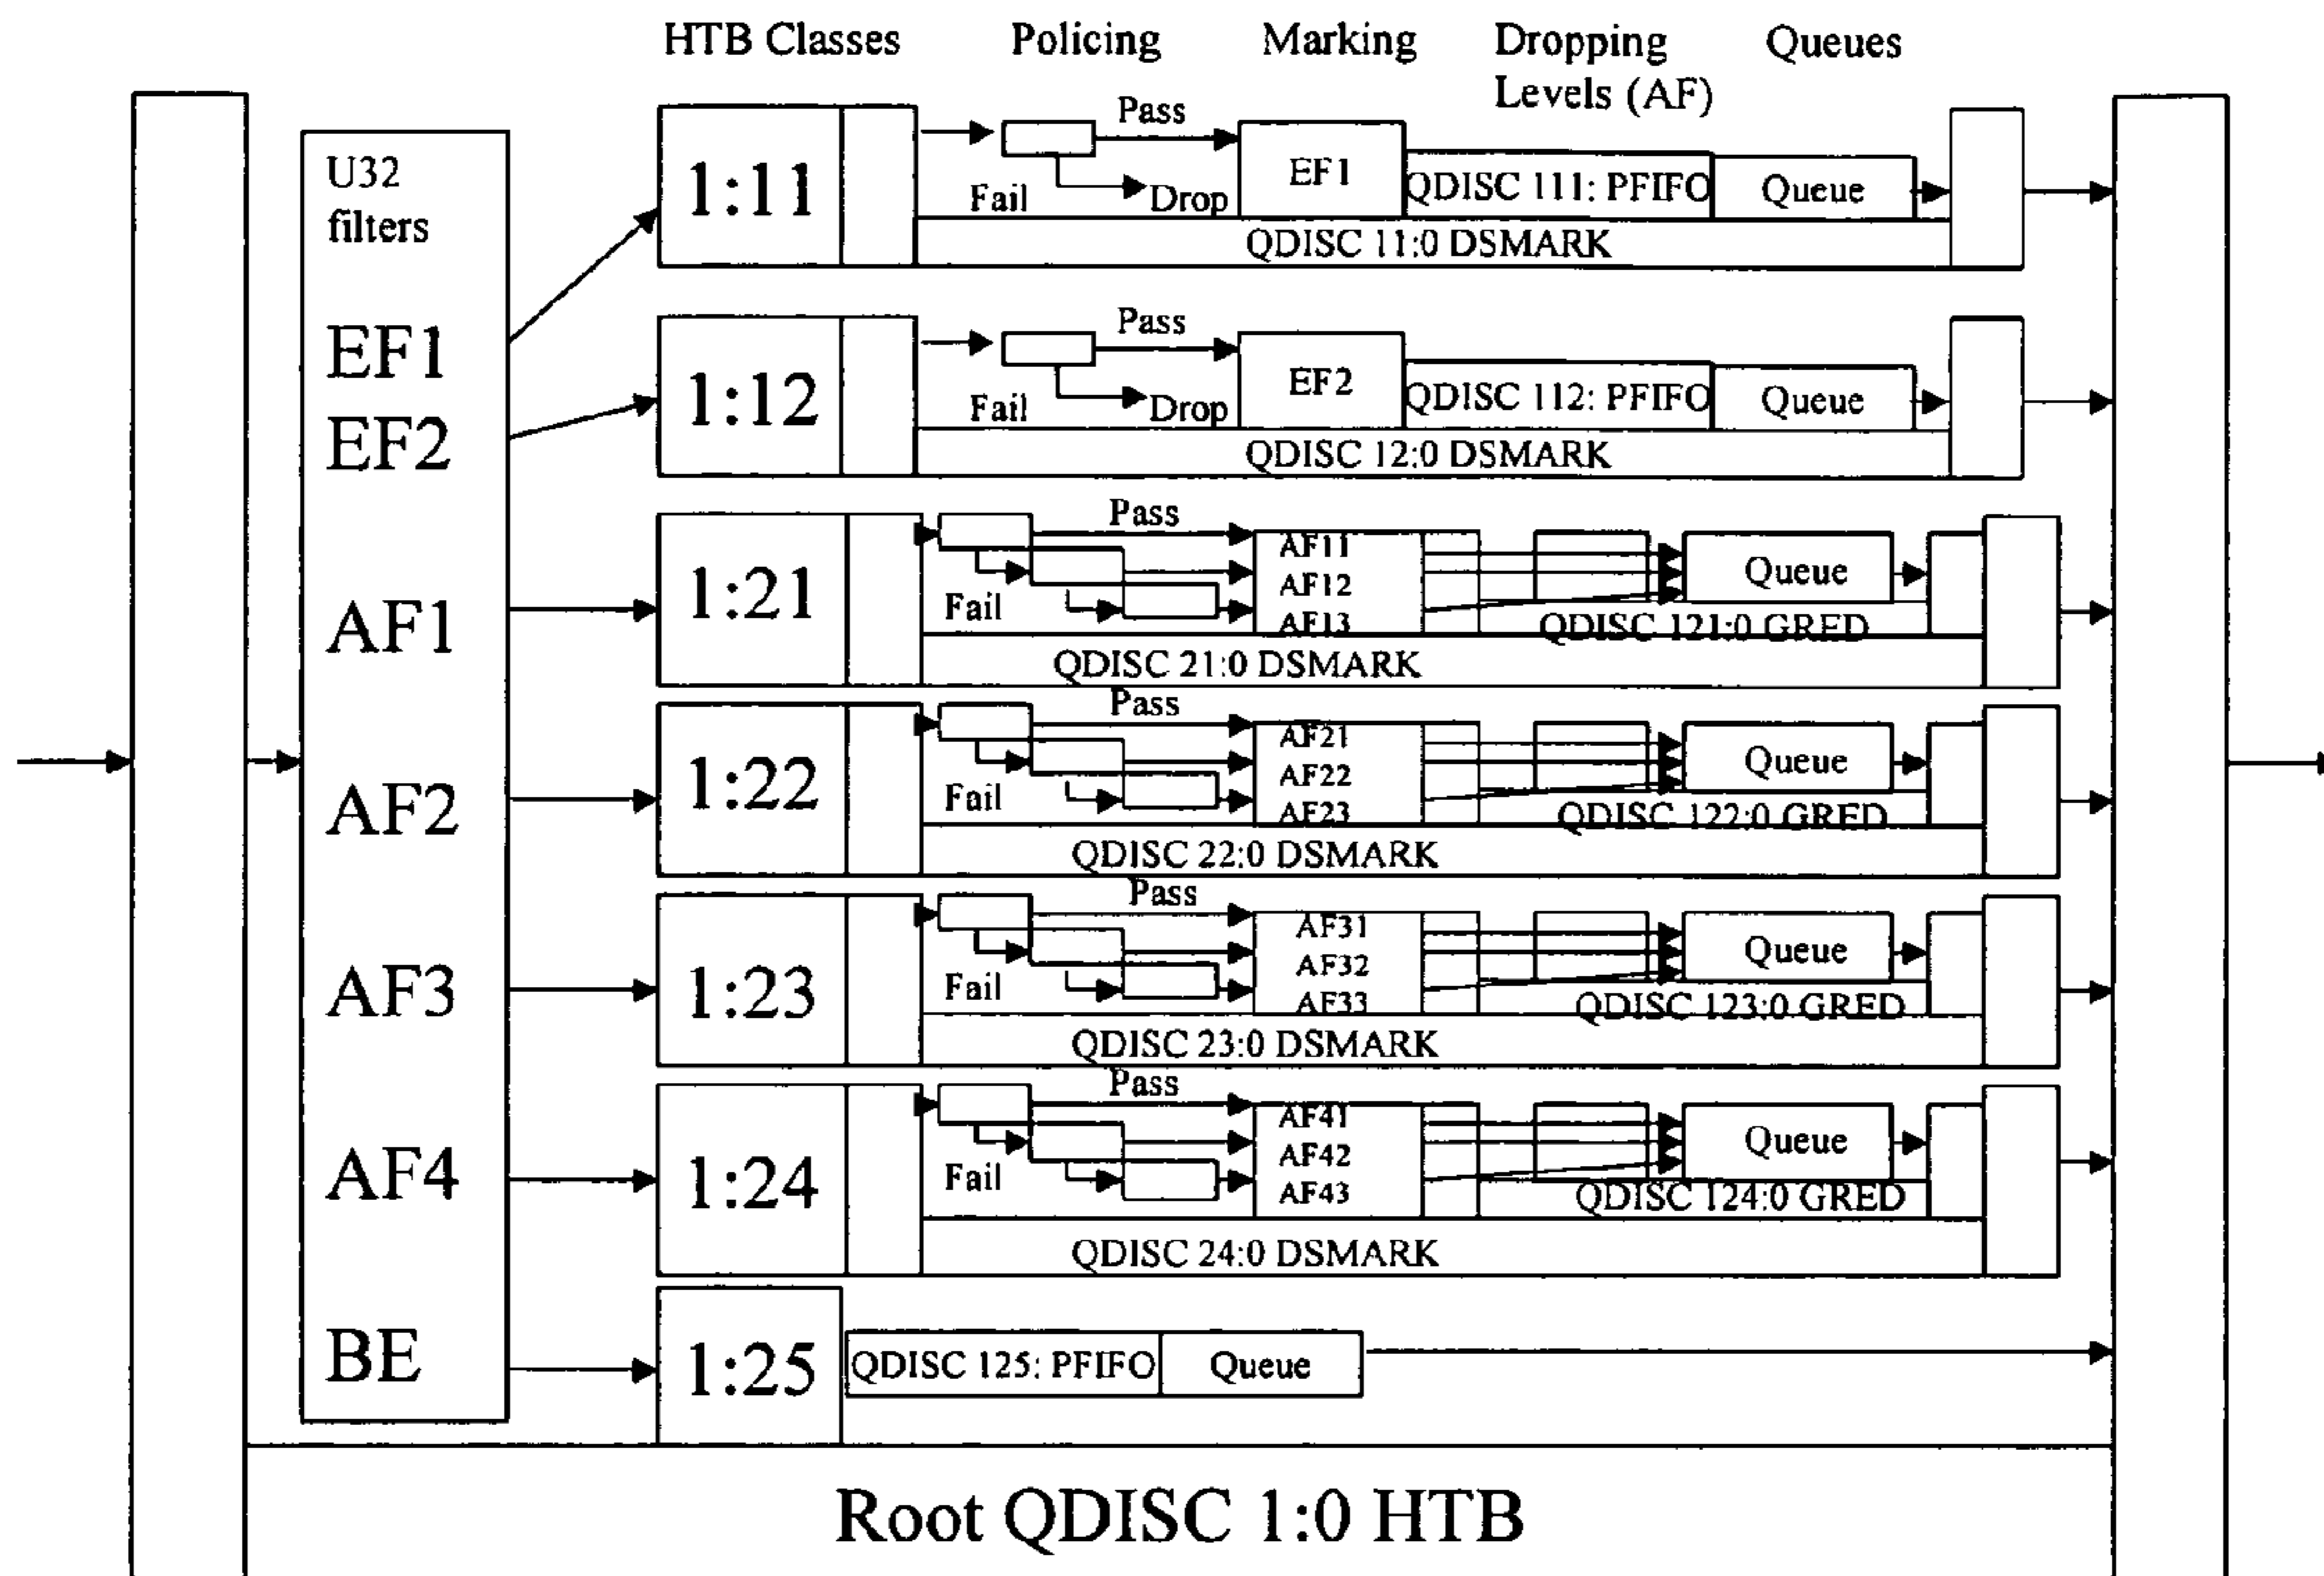 HTB Classes Policing Marking Dropping Levels (AF) Queues
U32
filters
EF1
EF2
AF1
AF2
AF3
AF4
BE
1:11
Pass
Fail
Drop
EF1
QDISC 111: PFIFO
Queue
QDISC 11:0 DSMARK
1:12
Pass
Fail
Drop
EF2
QDISC 112: PFIFO
Queue
QDISC 12:0 DSMARK
1:21
Pass
Fail
AF11
AF12
AF13
Queue
QDISC 121:0 GRED
QDISC 21:0 DSMARK
1:22
Pass
Fail
AF21
AF22
AF23
Queue
QDISC 122:0 GRED
QDISC 22:0 DSMARK
1:23
Pass
Fail
AF31
AF32
AF33
Queue
QDISC 123:0 GRED
QDISC 23:0 DSMARK
1:24
Pass
Fail
AF41
AF42
AF43
Queue
QDISC 124:0 GRED
QDISC 24:0 DSMARK
1:25
QDISC 125: PFIFO
Queue
Root QDISC 1:0 HTB